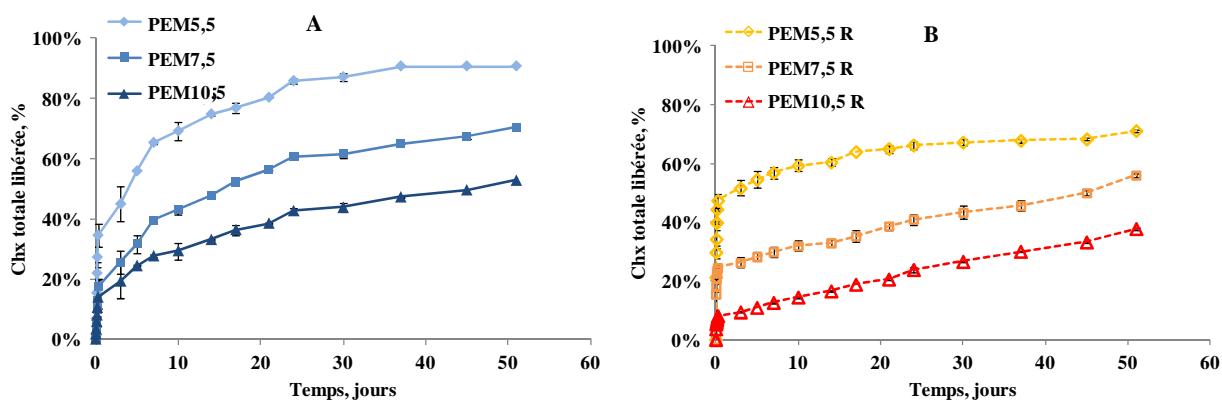 PEM5,5
A
PEM7,5
PEM10,5
100%
80%
60%
40%
20%
0%
Chx totale libérée, %
0
10
20
30
40
50
60
Temps, jours
PEM5,5 R
B
PEM7,5 R
PEM10,5 R
100%
80%
60%
40%
20%
0%
Chx totale libérée, %
0
10
20
30
40
50
60
Temps, jours